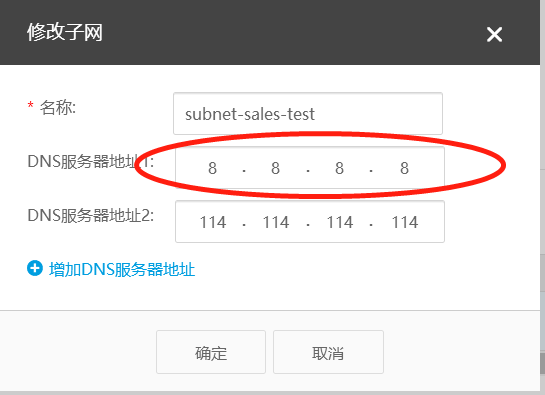 修改子网
* 名称:
subnet-sales-test
DNS服务器地址1:
8 . 8 . 8 . 8
DNS服务器地址2:
114 . 114 . 114 . 114
增加DNS服务器地址
确定
取消